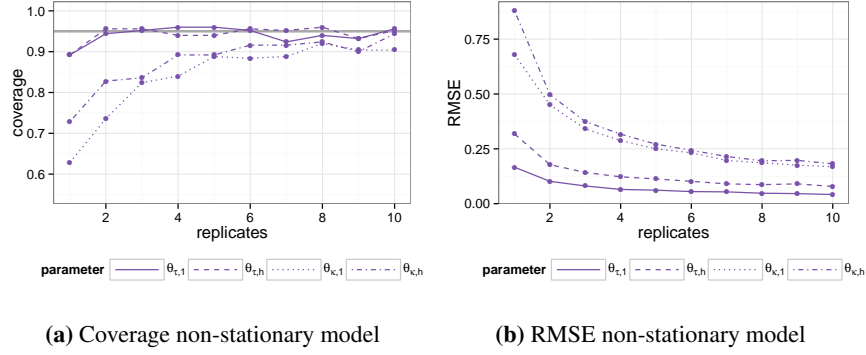 1.0
0.9
0.8
0.7
0.6
coverage
2 4 6 8 10
replicates
parameter θτ,1 θτ,h θκ,1 θκ,h
(a) Coverage non-stationary model
0.75
0.50
0.25
0.00
RMSE
2 4 6 8 10
replicates
parameter θτ,1 θτ,h θκ,1 θκ,h
(b) RMSE non-stationary model